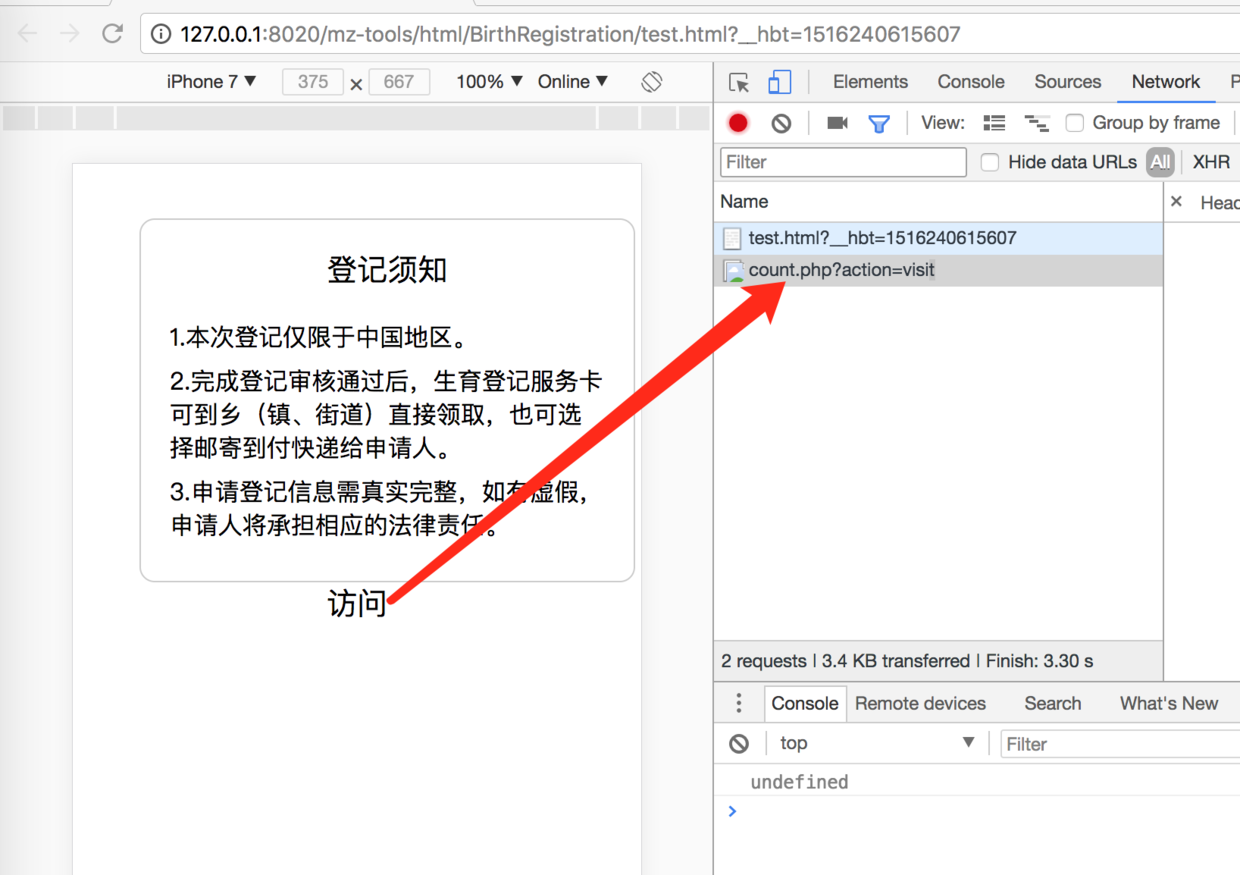 127.0.0.1:8020/mz-tools/html/BirthRegistration/test.html?__hbt=1516240615607
iPhone 7 ▼ 375 × 667 100% ▼ Online ▼
Elements Console Sources Network
View: Group by frame
Filter Hide data URLs All XHR
Name
× Head
test.html?__hbt=1516240615607
count.php?action=visit
登记须知
1.本次登记仅限于中国地区。
2.完成登记审核通过后，生育登记服务卡
可到乡（镇、街道）直接领取，也可选
择邮寄到付快递给申请人。
3.申请登记信息需真实完整，如有虚假，
申请人将承担相应的法律责任。
访问
2 requests | 3.4 KB transferred | Finish: 3.30 s
Console Remote devices Search What's New
top ▼ Filter
undefined